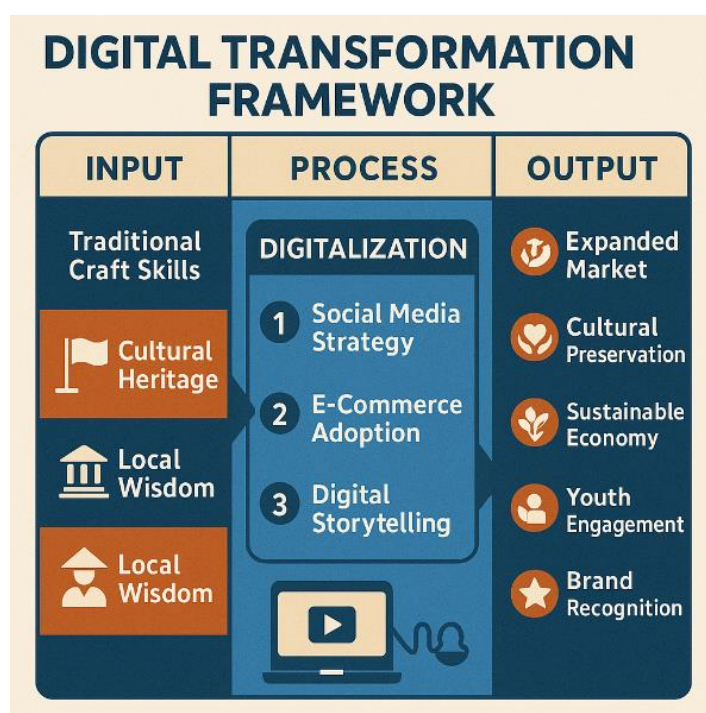 DIGITAL TRANSFORMATION
FRAMEWORK
INPUT
Traditional
Craft Skills
Cultural
Heritage
Local
Wisdom
Local
Wisdom
PROCESS
DIGITALIZATION
1 Social Media
Strategy
2 E-Commerce
Adoption
3 Digital
Storytelling
OUTPUT
Expanded
Market
Cultural
Preservation
Sustainable
Economy
Youth
Engagement
Brand
Recognition